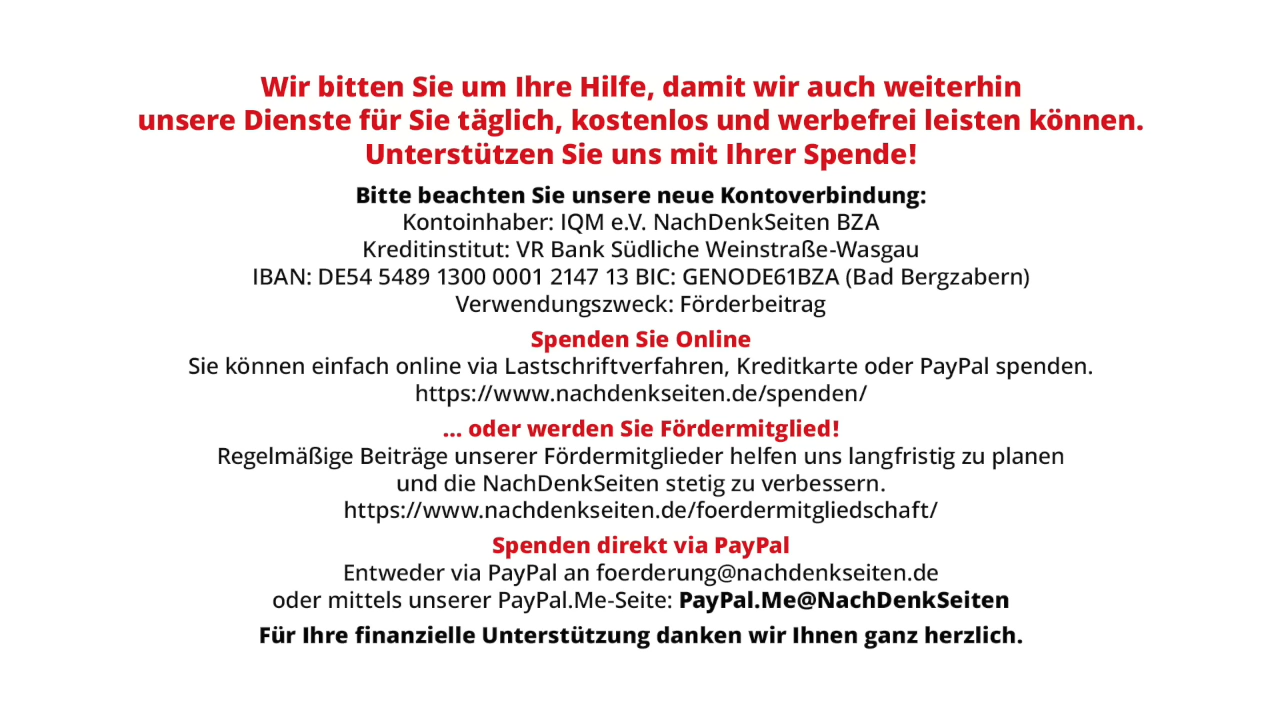 Wir bitten Sie um Ihre Hilfe, damit wir auch weiterhin
unsere Dienste für Sie täglich, kostenlos und werbefrei leisten können.
Unterstützen Sie uns mit Ihrer Spende!
Bitte beachten Sie unsere neue Kontoverbindung:
Kontoinhaber: IQM e.V. NachDenkSeiten BZA
Kreditinstitut: VR Bank Südliche Weinstraße-Wasgau
IBAN: DE54 5489 1300 0001 2147 13 BIC: GENODE61BZA (Bad Bergzabern)
Verwendungszweck: Förderbeitrag
Spenden Sie Online
Sie können einfach online via Lastschriftverfahren, Kreditkarte oder PayPal spenden.
https://www.nachdenkseiten.de/spenden/
... oder werden Sie Fördermitglied!
Regelmäßige Beiträge unserer Fördermitglieder helfen uns langfristig zu planen
und die NachDenkSeiten stetig zu verbessern.
https://www.nachdenkseiten.de/foerdermitgliedschaft/
Spenden direkt via PayPal
Entweder via PayPal an foerderung@nachdenkseiten.de
oder mittels unserer PayPal.Me-Seite: PayPal.Me@NachDenkSeiten
Für Ihre finanzielle Unterstützung danken wir Ihnen ganz herzlich.